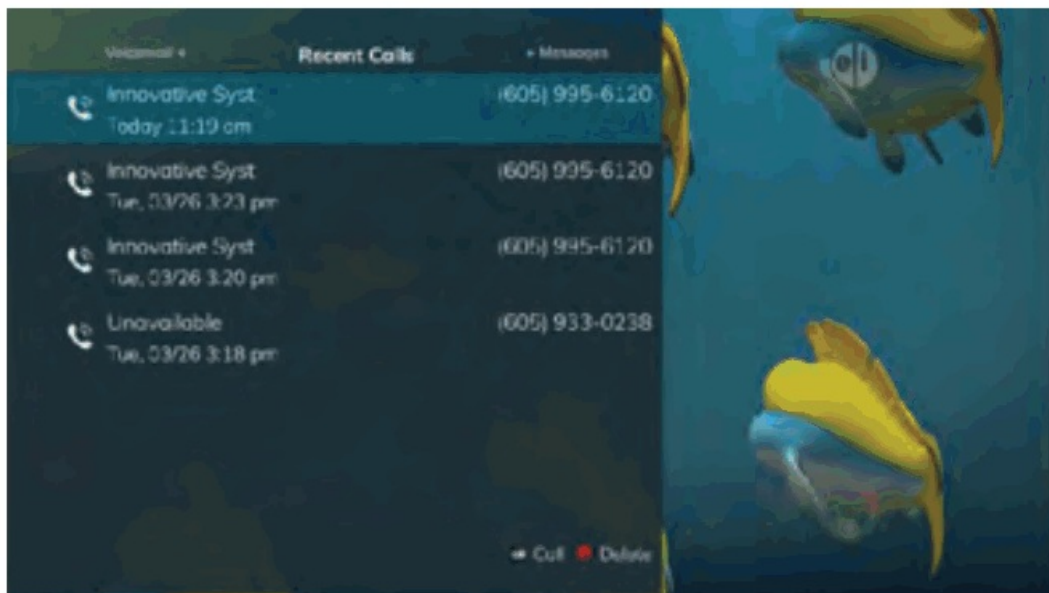 Voicemail Recent Calls Messages
Innovative Syst (605) 995-6120
Today 11:19 am
Innovative Syst (605) 995-6120
Tue, 03/26 3:23 pm
Innovative Syst (605) 995-6120
Tue, 03/26 3:20 pm
Unavailable (605) 933-0238
Tue, 03/26 3:18 pm
Call Delete